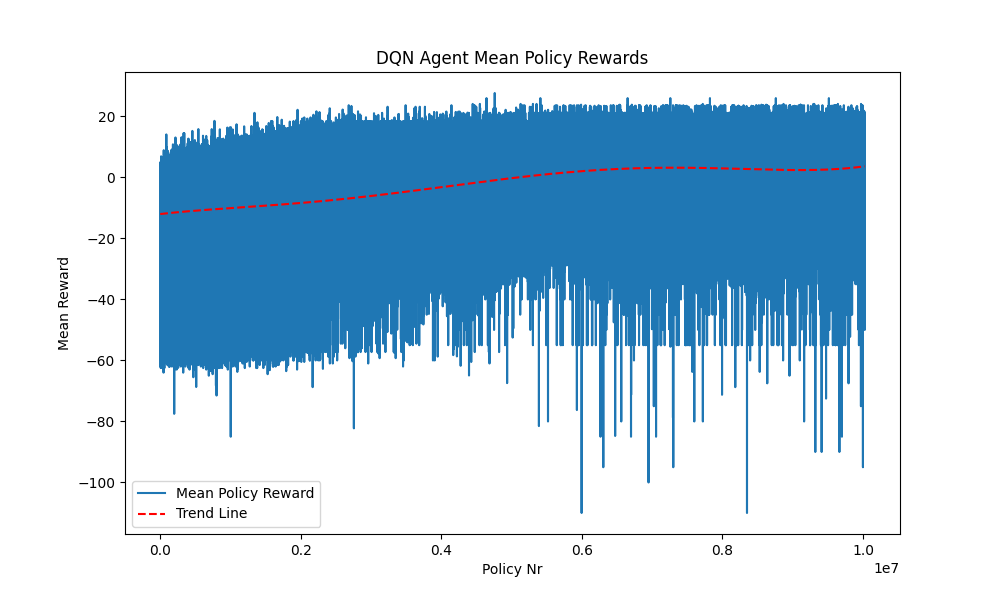 DQN Agent Mean Policy Rewards
Mean Reward
20
0
−20
−40
−60
−80
−100
Mean Policy Reward
Trend Line
0.0 0.2 0.4 0.6 0.8 1.0
1e7
Policy Nr